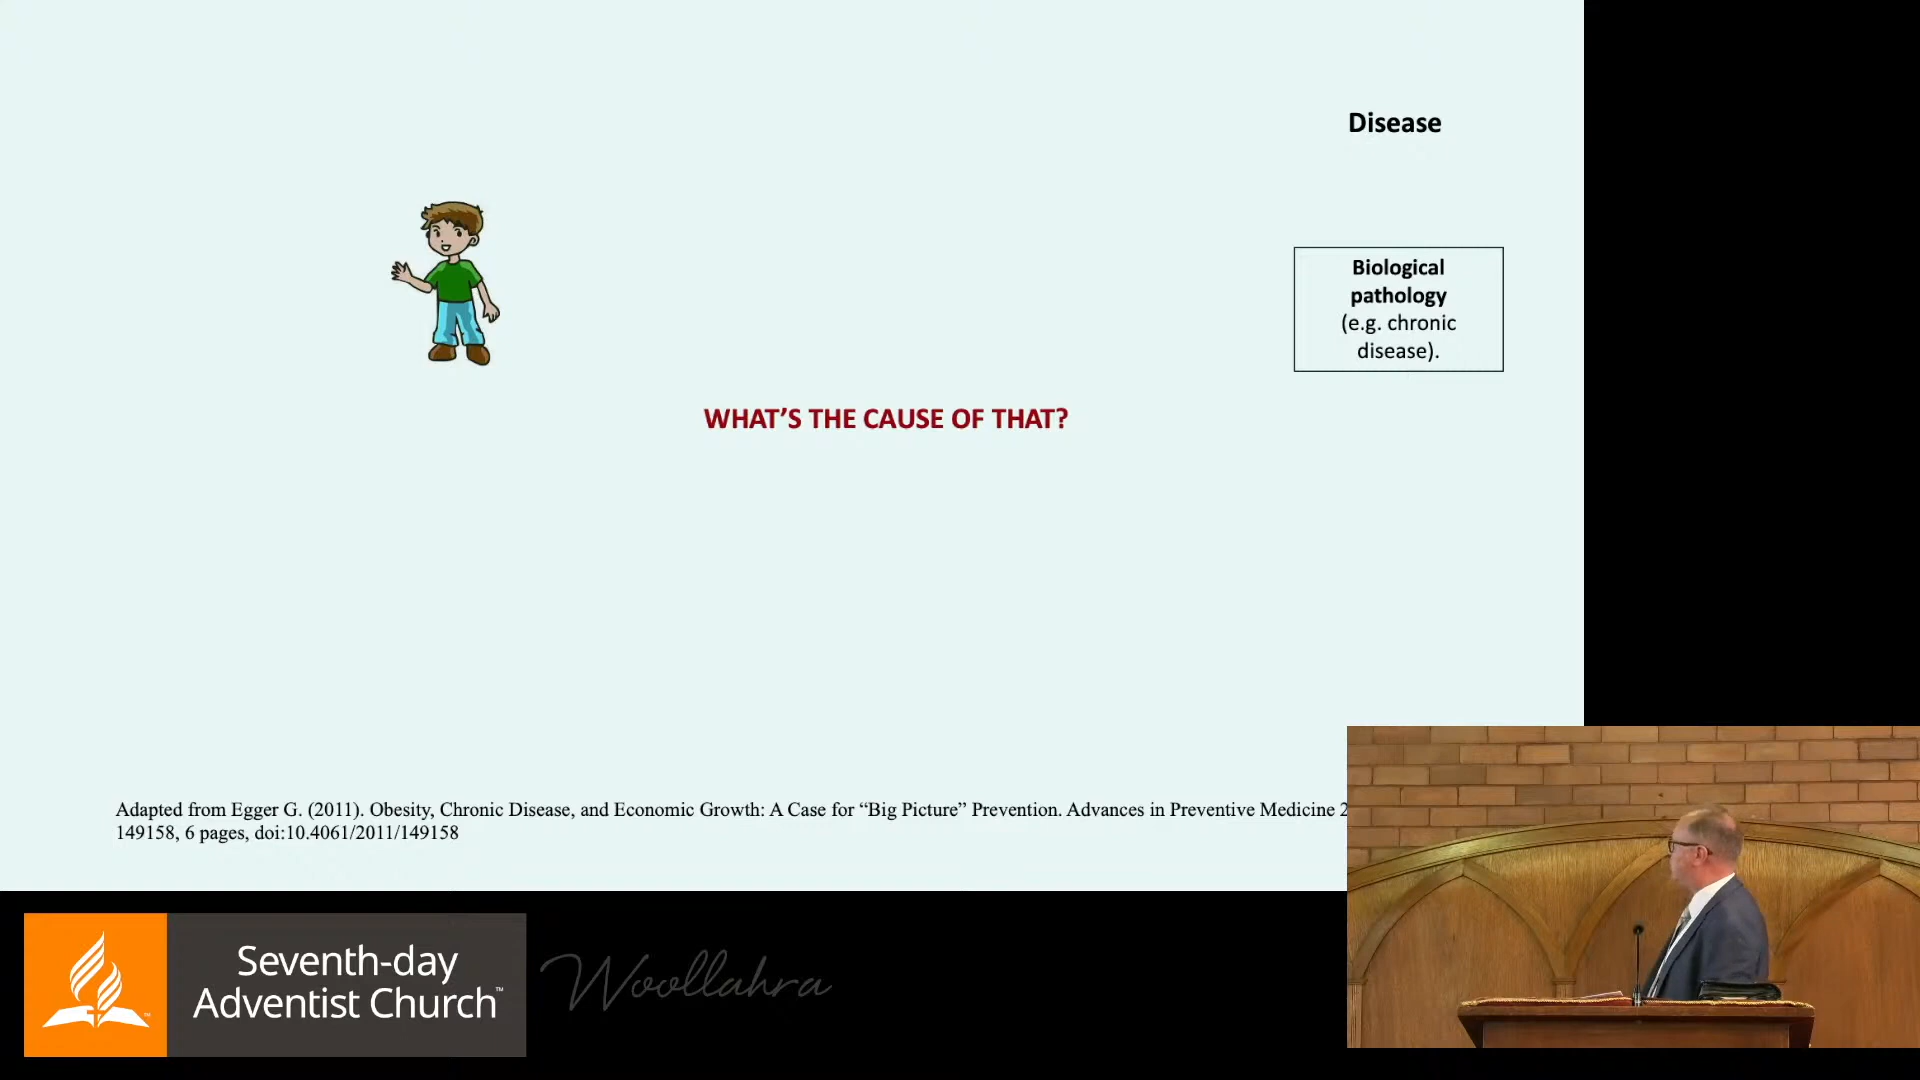 Disease
Biological
pathology
(e.g. chronic
disease).
WHAT’S THE CAUSE OF THAT?
Adapted from Egger G. (2011). Obesity, Chronic Disease, and Economic Growth: A Case for “Big Picture” Prevention. Advances in Preventive Medicine 2
149158, 6 pages, doi:10.4061/2011/149158
Seventh-day
Adventist Church™
Woollahra